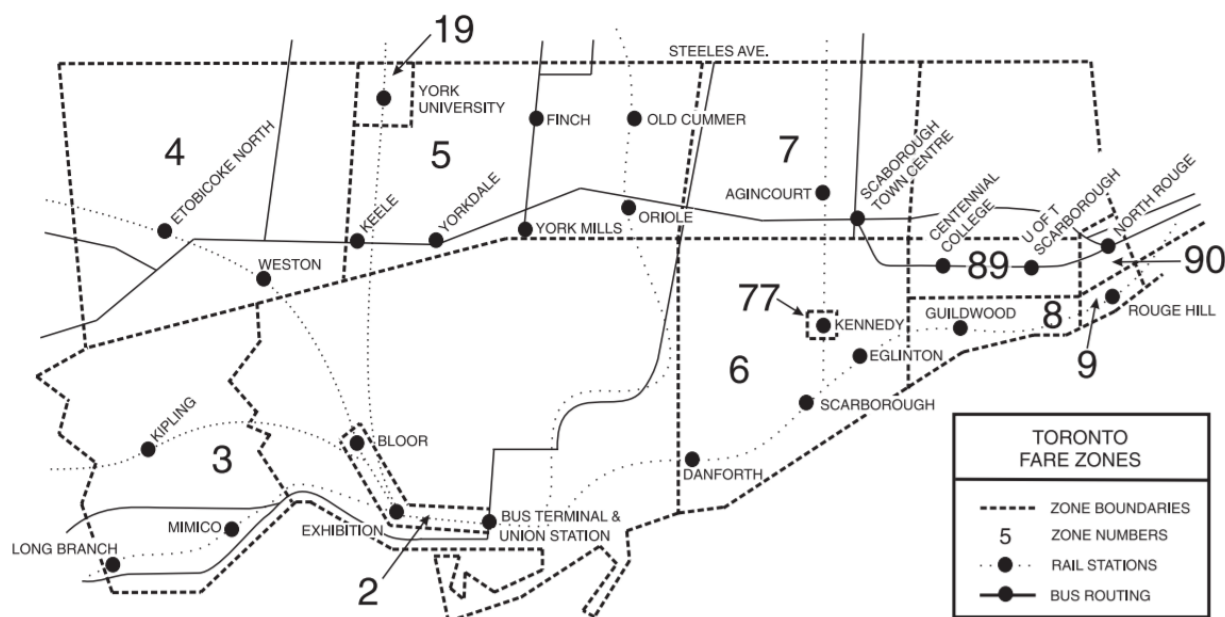 19
STEELES AVE.
YORK
UNIVERSITY
FINCH
OLD CUMMER
4
5
7
ETOBICOKE NORTH
KEELE
YORKDALE
YORK MILLS
ORIOLE
AGINCOURT
SCABOROUGH
TOWN CENTRE
CENTENNIAL
COLLEGE
U OF T
SCARBOROUGH
NORTH ROUGE
WESTON
89
90
77
KENNEDY
GUILDWOOD
8
ROUGE HILL
9
EGLINTON
6
SCARBOROUGH
KIPLING
3
BLOOR
DANFORTH
MIMICO
EXHIBITION
BUS TERMINAL &
UNION STATION
LONG BRANCH
2
TORONTO
FARE ZONES
ZONE BOUNDARIES
5 ZONE NUMBERS
RAIL STATIONS
BUS ROUTING